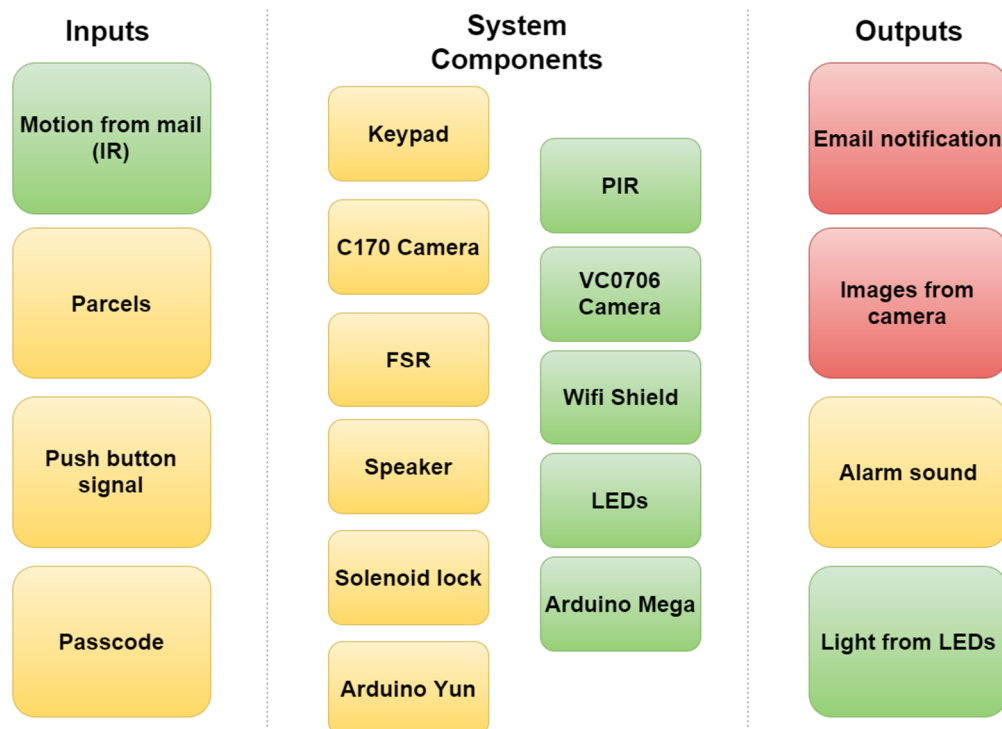 Inputs
Motion from mail
(IR)
Parcels
Push button
signal
Passcode
System
Components
Keypad
C170 Camera
FSR
Speaker
Solenoid lock
Arduino Yun
PIR
VC0706
Camera
Wifi Shield
LEDs
Arduino Mega
Outputs
Email notification
Images from
camera
Alarm sound
Light from LEDs